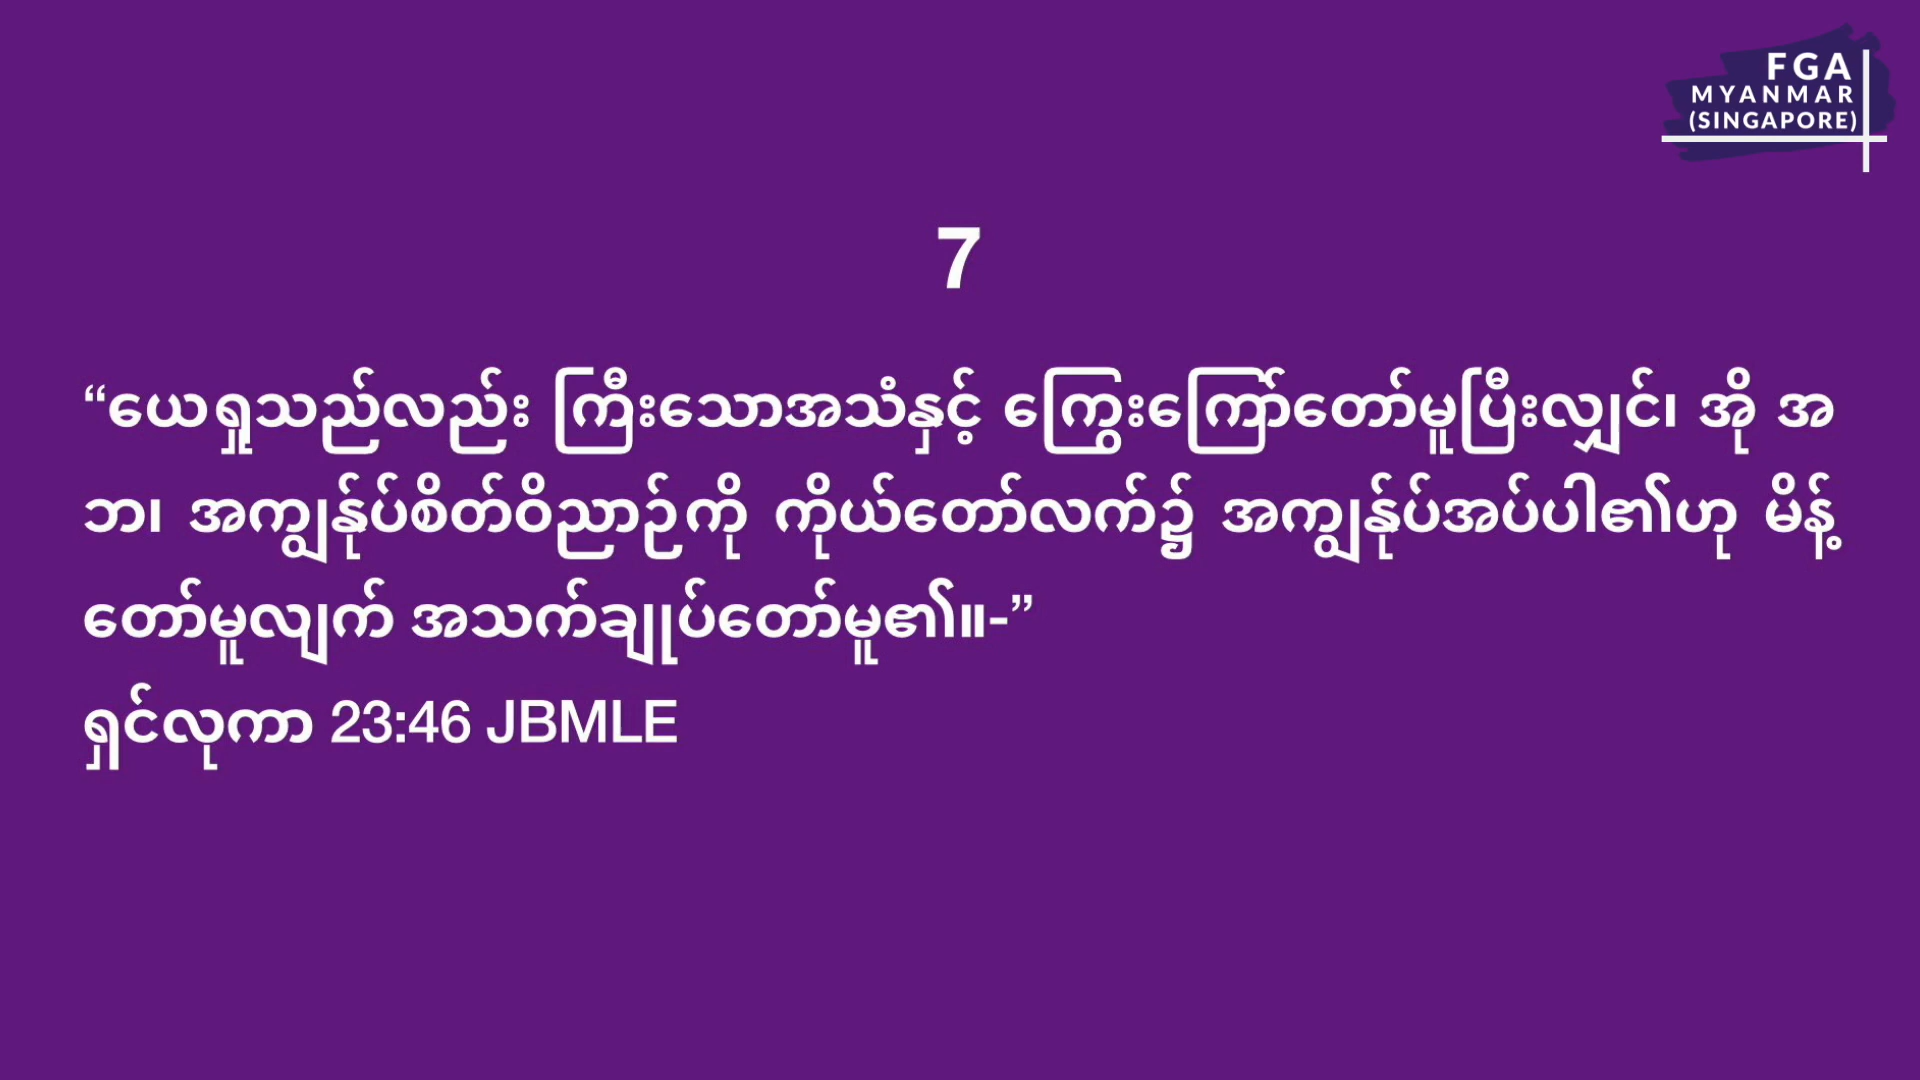 FGA
MYANMAR
(SINGAPORE)
7
“ယေရှုသည်လည်း ကြီးသောအသံနှင့် ကြွေးကြော်တော်မူပြီးလျှင်၊ အို အ
ဘ၊ အကျွန်ုပ်စိတ်ဝိညာဉ်ကို ကိုယ်တော်လက်၌ အကျွန်ုပ်အပ်ပါ၏ဟု မိန့်
တော်မူလျက် အသက်ချုပ်တော်မူ၏။-”
ရှင်လုကာ 23:46 JBMLE